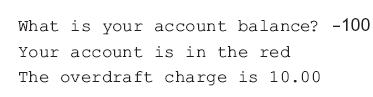 What is your account balance? -100
Your account is in the red
The overdraft charge is 10.00